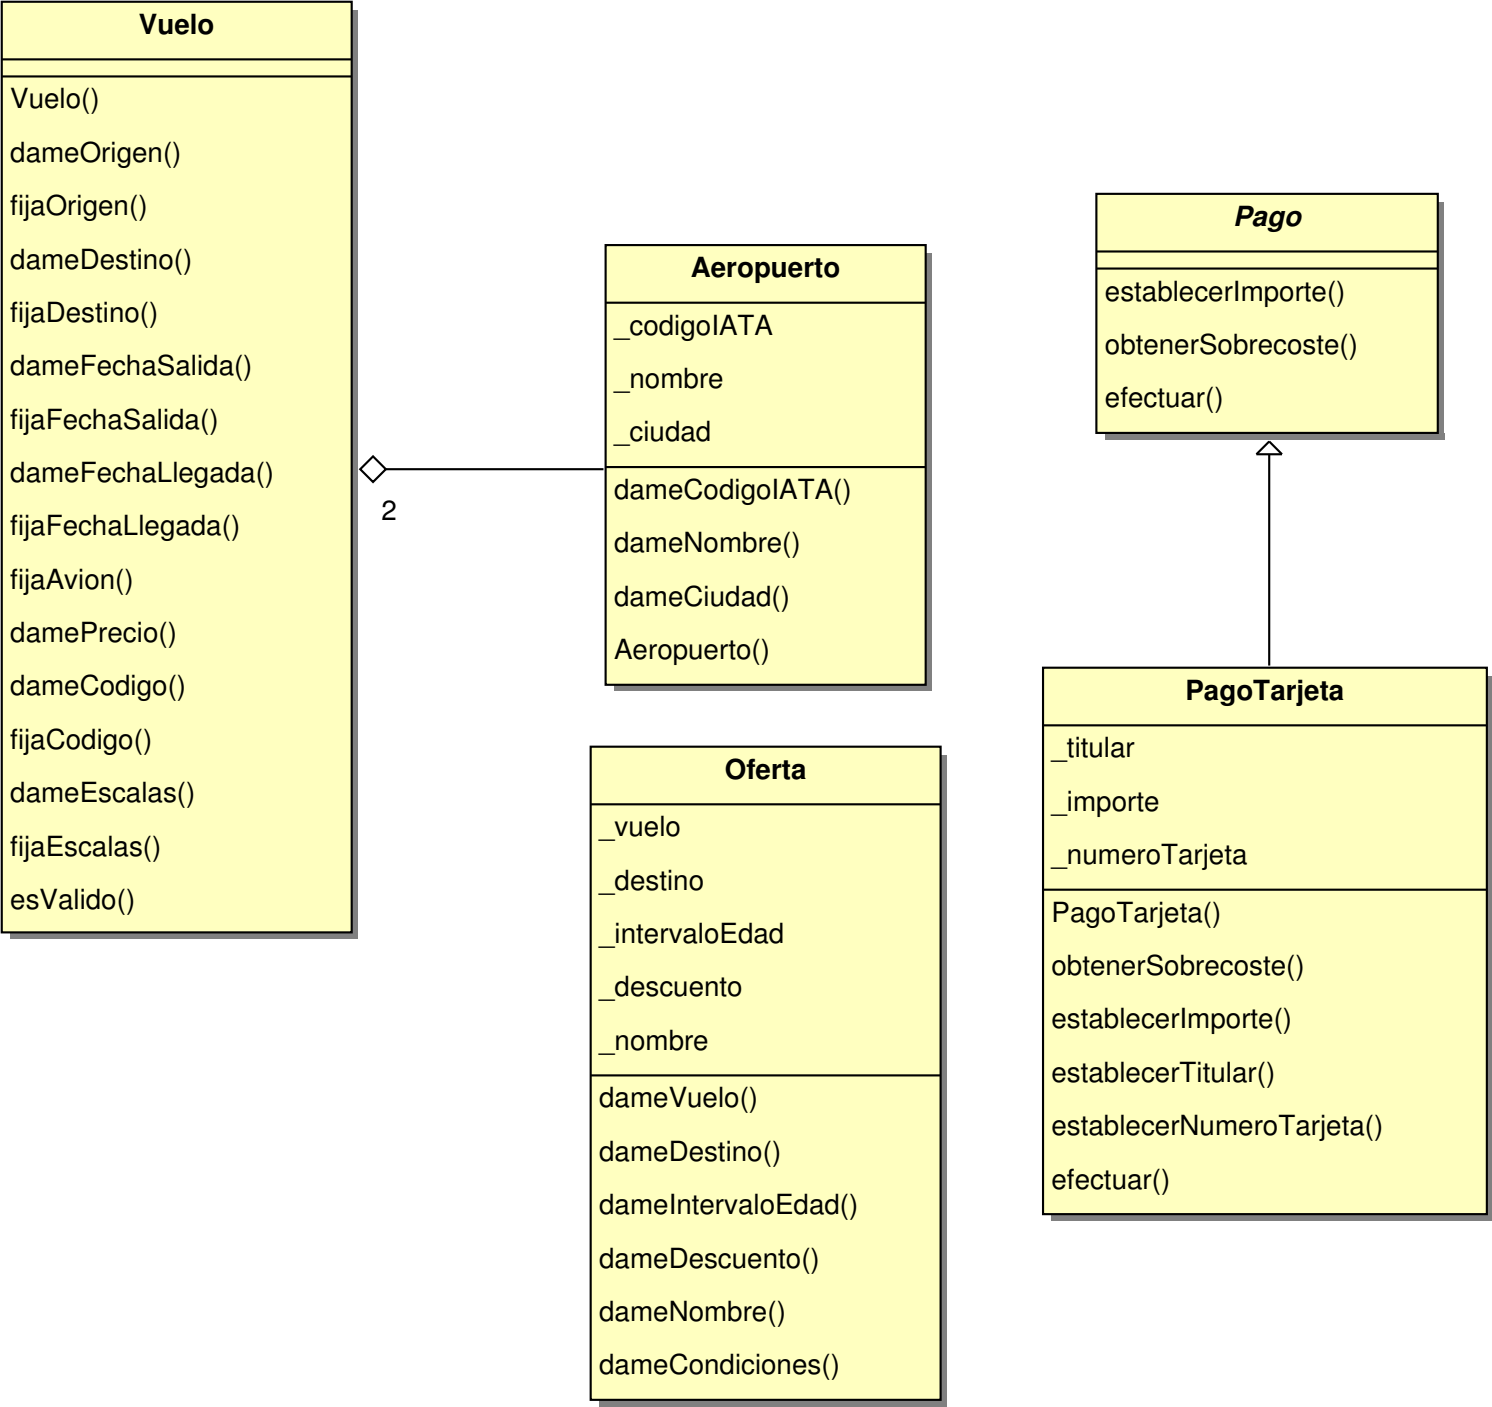 Vuelo
Vuelo()
dameOrigen()
fijaOrigen()
dameDestino()
fijaDestino()
dameFechaSalida()
fijaFechaSalida()
dameFechaLlegada()
fijaFechaLlegada()
fijaAvion()
damePrecio()
dameCodigo()
fijaCodigo()
dameEscalas()
fijaEscalas()
esValido()
2
Aeropuerto
_codigoIATA
_nombre
_ciudad
dameCodigoIATA()
dameNombre()
dameCiudad()
Aeropuerto()
Oferta
_vuelo
_destino
_intervaloEdad
_descuento
_nombre
dameVuelo()
dameDestino()
dameIntervaloEdad()
dameDescuento()
dameNombre()
dameCondiciones()
Pago
establecerImporte()
obtenerSobrecoste()
efectuar()
PagoTarjeta
_titular
_importe
_numeroTarjeta
PagoTarjeta()
obtenerSobrecoste()
establecerImporte()
establecerTitular()
establecerNumeroTarjeta()
efectuar()